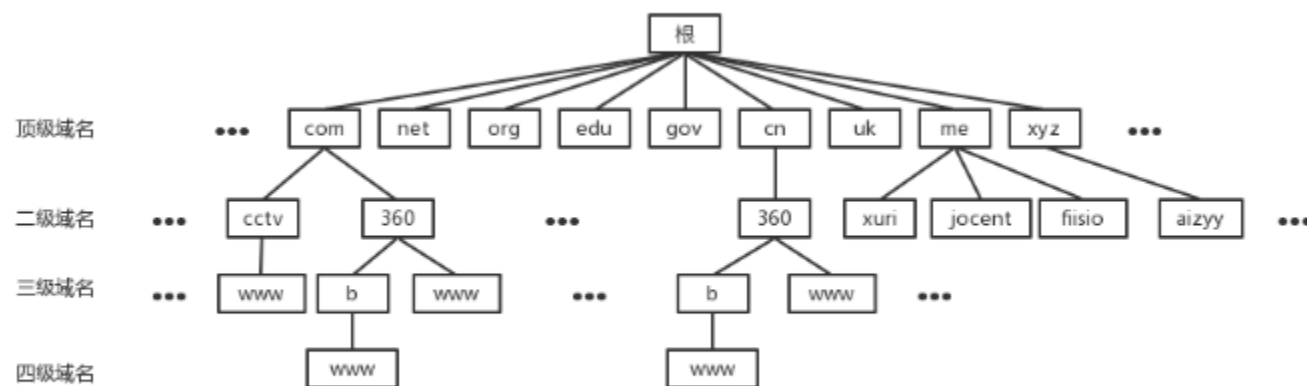 根
顶级域名 ••• com net org edu gov cn uk me xyz •••
二级域名 ••• cctv 360 ••• 360 xuri jocent fiisio aizyy •••
三级域名 ••• www b www ••• b www •••
四级域名 www www